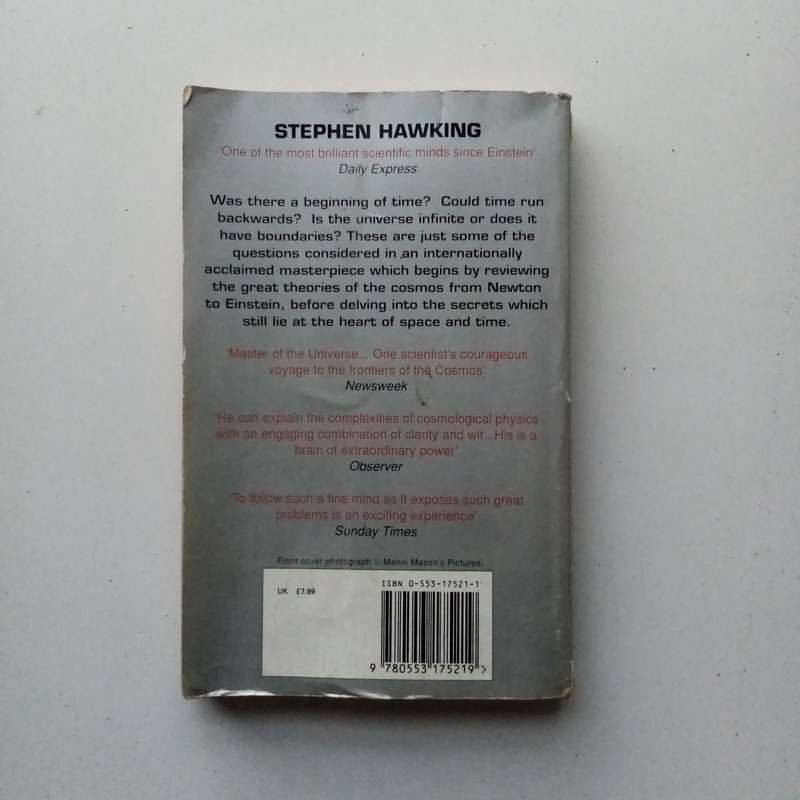 STEPHEN HAWKING
'One of the most brilliant scientific minds since Einstein'
Daily Express
Was there a beginning of time? Could time run
backwards? Is the universe infinite or does it
have boundaries? These are just some of the
questions considered in an internationally
acclaimed masterpiece which begins by reviewing
the great theories of the cosmos from Newton
to Einstein, before delving into the secrets which
still lie at the heart of space and time.
'Master of the Universe... One scientist's courageous
voyage to the frontiers of the Cosmos'
Newsweek
'He can explain the complexities of cosmological physics
with an engaging combination of clarity and wit...His is a
brain of extraordinary power'
Observer
'To follow such a fine mind as it exposes such great
problems is an exciting experience'
Sunday Times
Front cover photograph © Manni Mason's Pictures.
ISBN 0-553-17521-1
UK £7.99
9 780553 175219 >